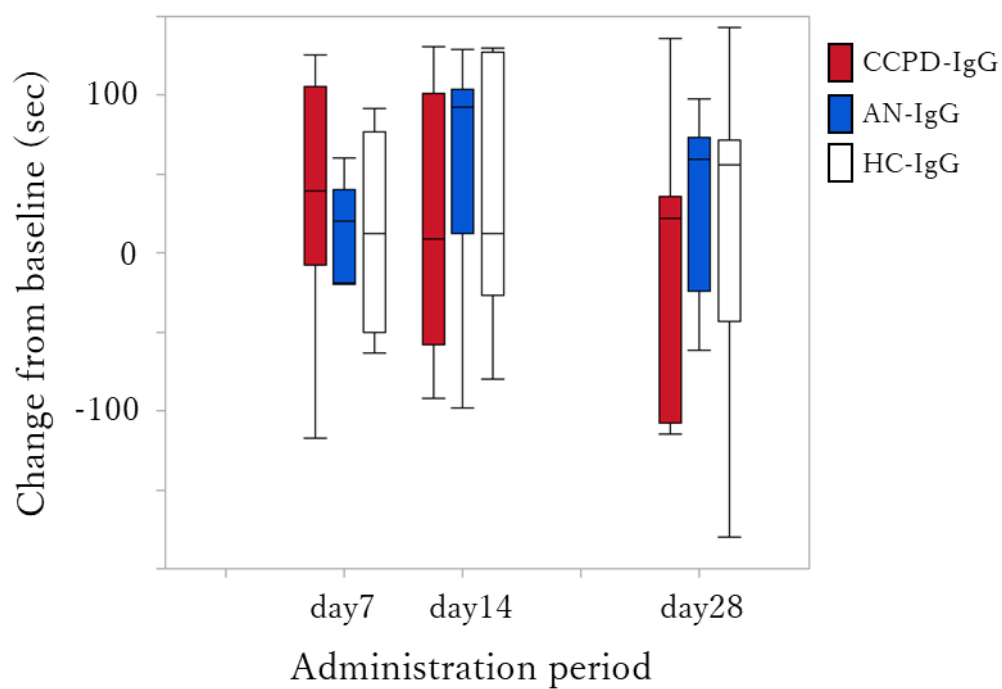 Change from baseline (sec)
100
0
-100
day7
day14
day28
Administration period
CCPD-IgG
AN-IgG
HC-IgG